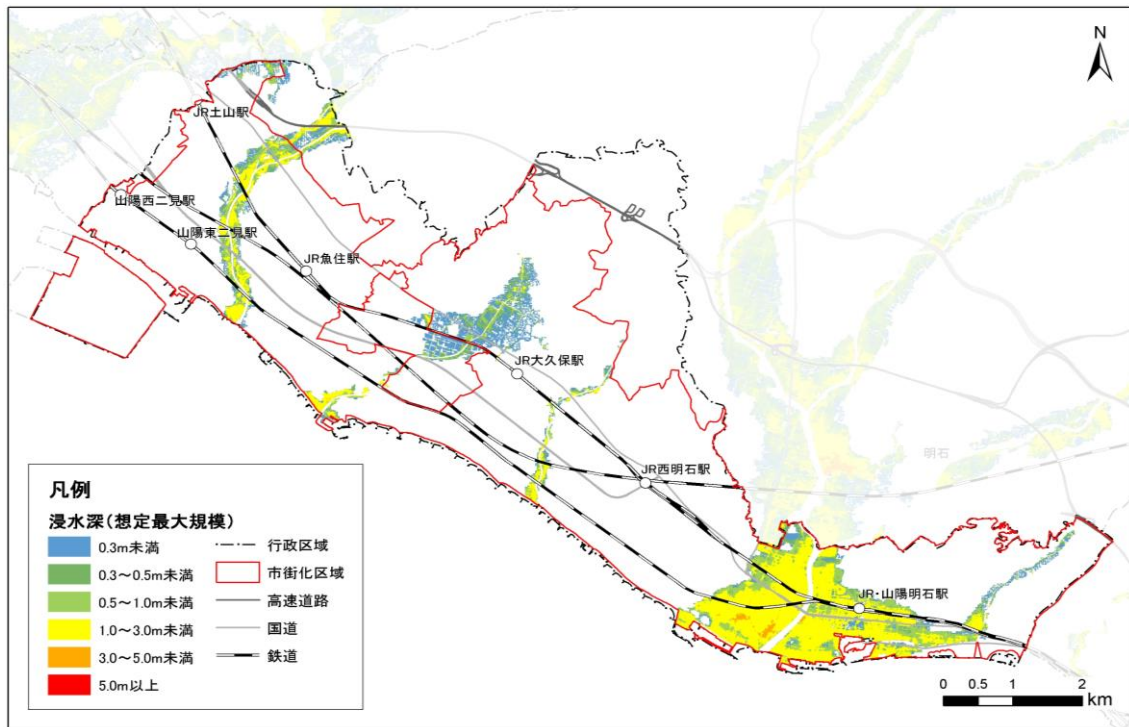 N
JR土山駅
山陽西二見駅
山陽東二見駅
JR魚住駅
JR大久保駅
明石
JR西明石駅
JR・山陽明石駅
凡例
浸水深(想定最大規模)
0.3m未満
0.3~0.5m未満
0.5~1.0m未満
1.0~3.0m未満
3.0~5.0m未満
5.0m以上
行政区域
市街化区域
高速道路
国道
鉄道
0 0.5 1 2
km